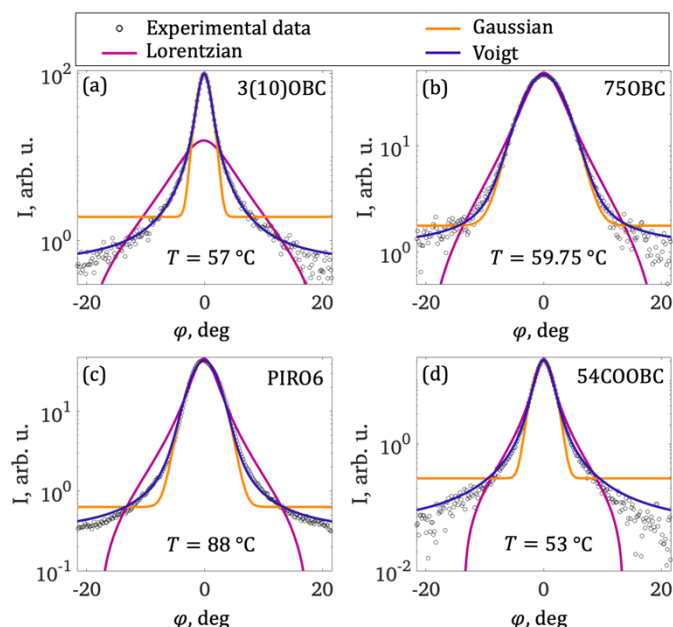 Experimental data
Gaussian
Lorentzian
Voigt
(a) 3(10)OBC
10²
10⁰
I, arb. u.
T = 57 °C
-20 0 20
φ, deg
(b) 75OBC
10¹
10⁰
I, arb. u.
T = 59.75 °C
-20 0 20
φ, deg
(c) PIRO6
10¹
10⁰
10⁻¹
I, arb. u.
T = 88 °C
-20 0 20
φ, deg
(d) 54COOBC
10⁰
10⁻²
I, arb. u.
T = 53 °C
-20 0 20
φ, deg